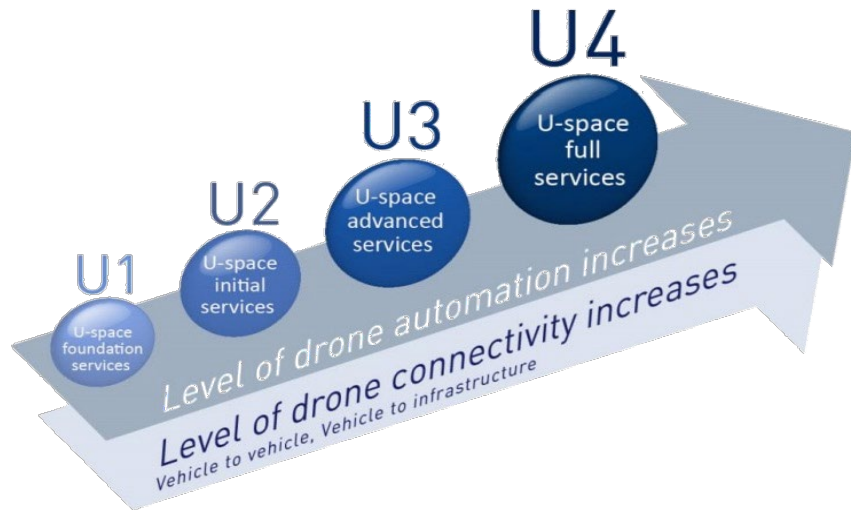 U1
U-space
foundation
services
U2
U-space
initial
services
U3
U-space
advanced
services
U4
U-space
full
services
Level of drone automation increases
Level of drone connectivity increases
Vehicle to vehicle, Vehicle to infrastructure